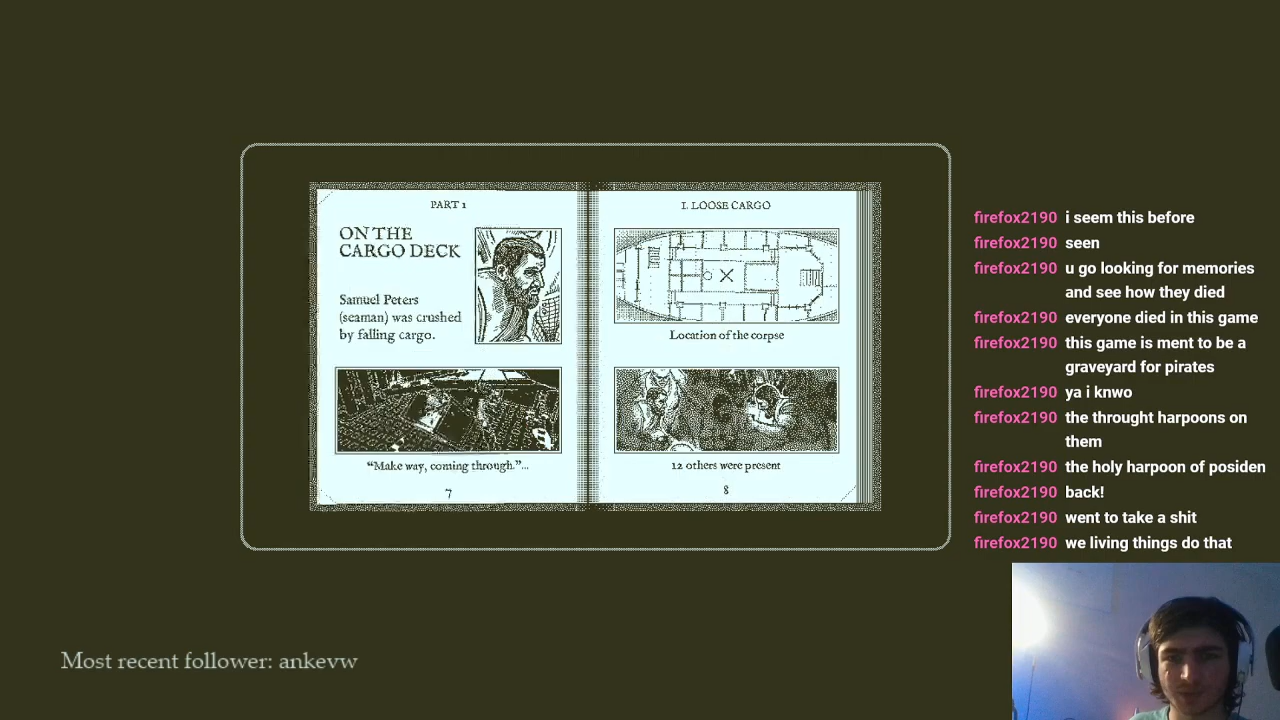 PART 1
ON THE
CARGO DECK
Samuel Peters
(seaman) was crushed
by falling cargo.
"Make way, coming through."...
7
I. LOOSE CARGO
Location of the corpse
12 others were present
8
firefox2190 i seem this before
firefox2190 seen
firefox2190 u go looking for memories
and see how they died
firefox2190 everyone died in this game
firefox2190 this game is ment to be a
graveyard for pirates
firefox2190 ya i knwo
firefox2190 the throught harpoons on
them
firefox2190 the holy harpoon of posiden
firefox2190 back!
firefox2190 went to take a shit
firefox2190 we living things do that
Most recent follower: ankevw